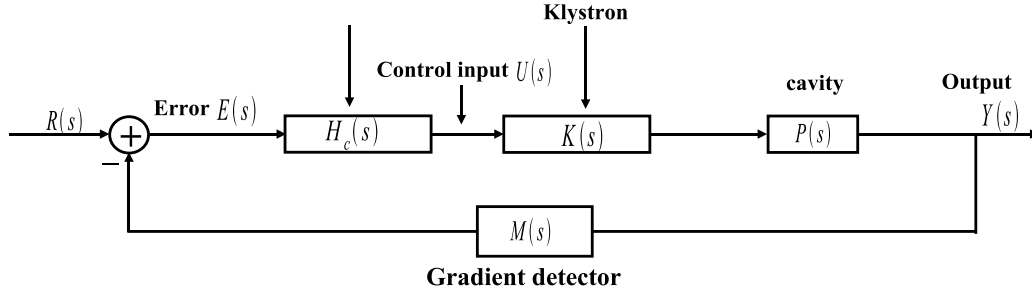 Klystron
Control input U(s)
cavity
Output
R(s)
Error E(s)
Y(s)
+
H_c(s)
K(s)
P(s)
−
M(s)
Gradient detector